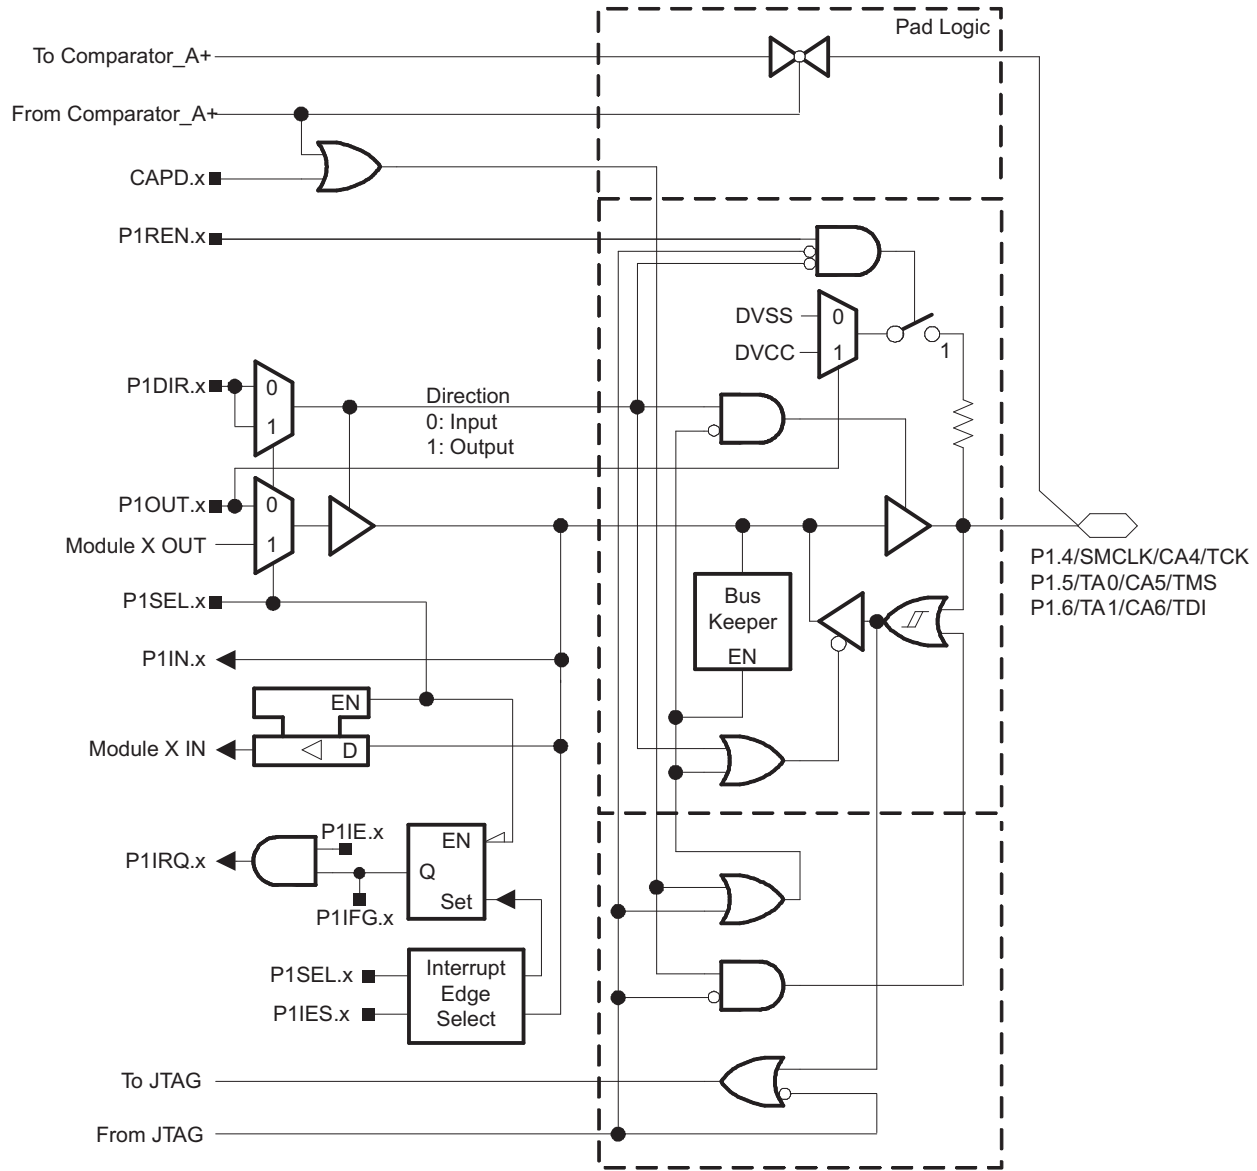 Pad Logic
To Comparator_A+
From Comparator_A+
CAPD.x
P1REN.x
DVSS
0
DVCC
1
1
P1DIR.x
0
1
Direction
0: Input
1: Output
P1OUT.x
0
Module X OUT
1
P1SEL.x
P1.4/SMCLK/CA4/TCK
P1.5/TA0/CA5/TMS
P1.6/TA1/CA6/TDI
Bus
Keeper
EN
P1IN.x
EN
Module X IN
D
P1IE.x
P1IRQ.x
P1IFG.x
EN
Q
Set
P1SEL.x
P1IES.x
Interrupt
Edge
Select
To JTAG
From JTAG